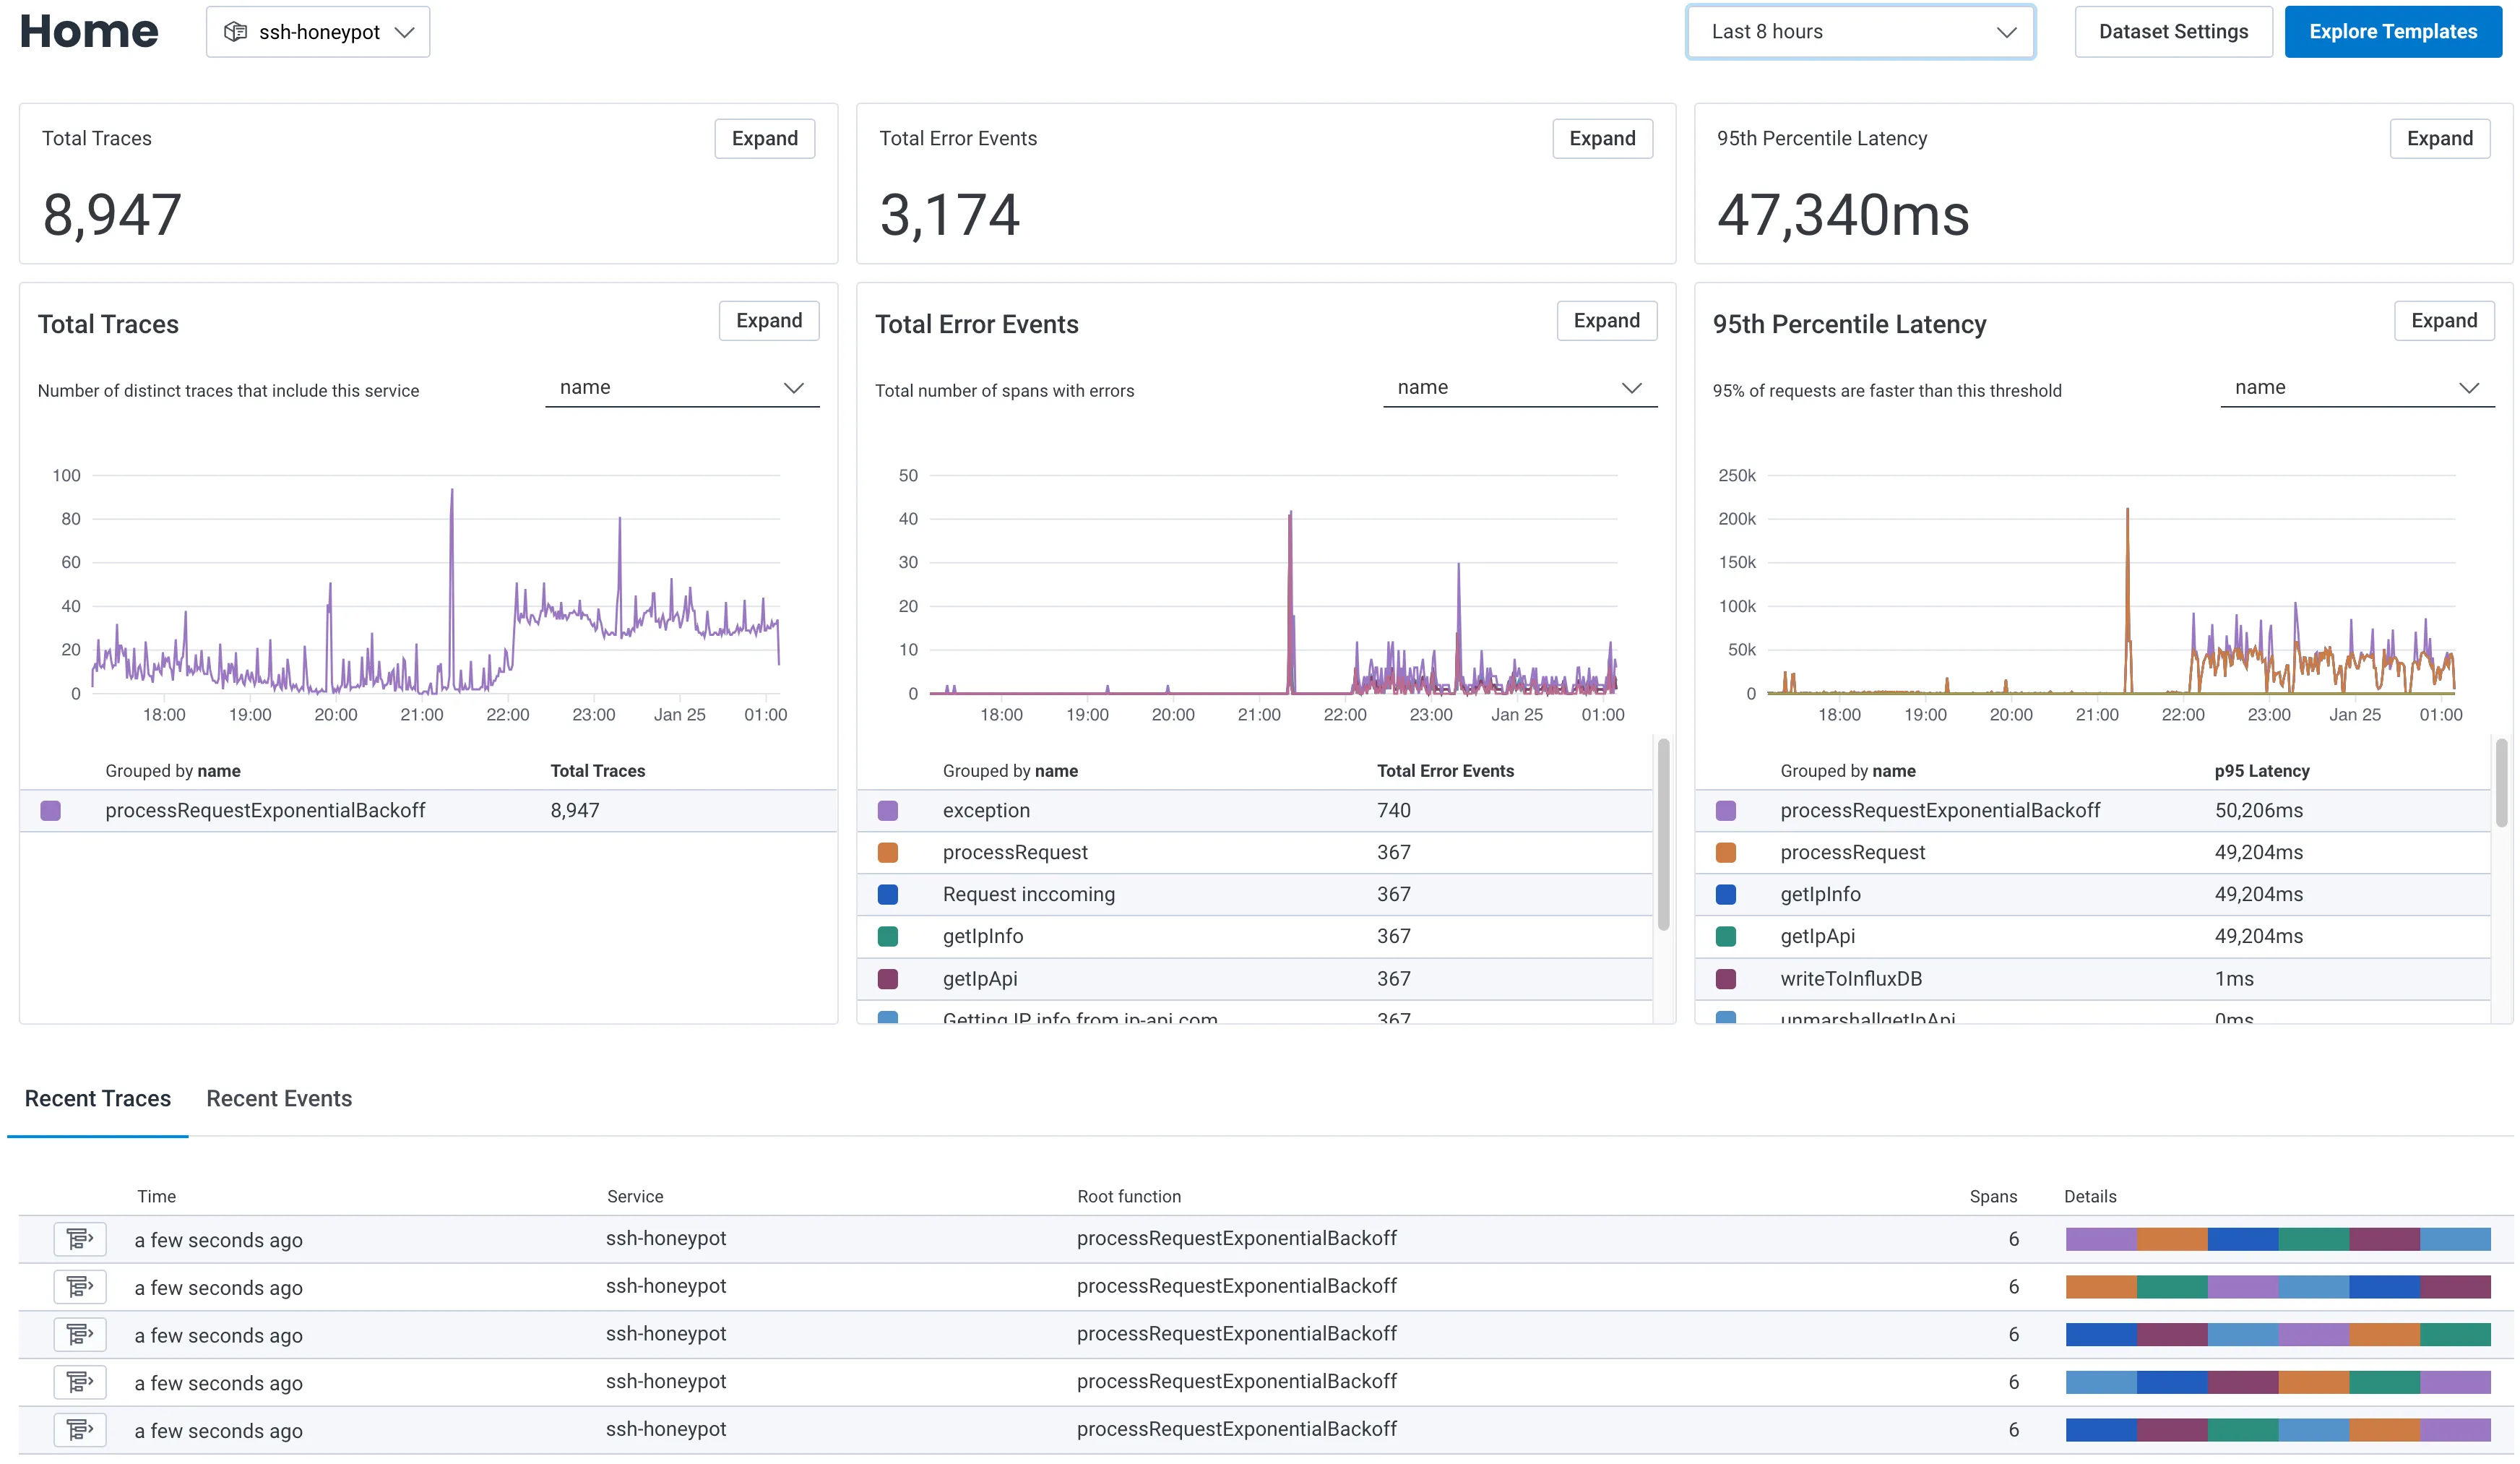 Home ssh-honeypot Last 8 hours Dataset Settings Explore Templates
Total Traces Expand
8,947
Total Error Events Expand
3,174
95th Percentile Latency Expand
47,340ms
Total Traces Expand
Number of distinct traces that include this service name
100
80
60
40
20
0
18:00 19:00 20:00 21:00 22:00 23:00 Jan 25 01:00
Grouped by name Total Traces
processRequestExponentialBackoff 8,947
Total Error Events Expand
Total number of spans with errors name
50
40
30
20
10
0
18:00 19:00 20:00 21:00 22:00 23:00 Jan 25 01:00
Grouped by name Total Error Events
exception 740
processRequest 367
Request inccoming 367
getIpInfo 367
getIpApi 367
Getting IP info from ip-api.com 367
95th Percentile Latency Expand
95% of requests are faster than this threshold name
250k
200k
150k
100k
50k
0
18:00 19:00 20:00 21:00 22:00 23:00 Jan 25 01:00
Grouped by name p95 Latency
processRequestExponentialBackoff 50,206ms
processRequest 49,204ms
getIpInfo 49,204ms
getIpApi 49,204ms
writeToInfluxDB 1ms
unmarshallgetIpApi 0ms
Recent Traces Recent Events
Time Service Root function Spans Details
a few seconds ago ssh-honeypot processRequestExponentialBackoff 6
a few seconds ago ssh-honeypot processRequestExponentialBackoff 6
a few seconds ago ssh-honeypot processRequestExponentialBackoff 6
a few seconds ago ssh-honeypot processRequestExponentialBackoff 6
a few seconds ago ssh-honeypot processRequestExponentialBackoff 6